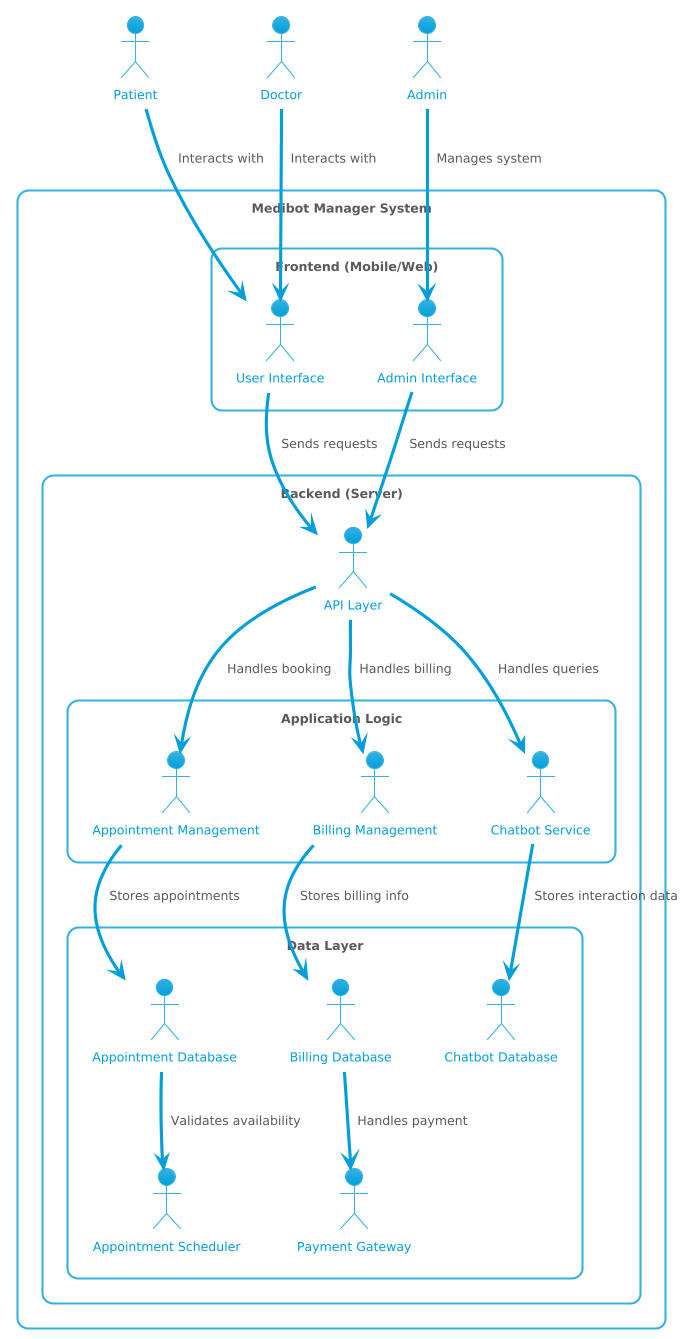 Patient
Doctor
Admin
Interacts with
Interacts with
Manages system
Medibot Manager System
Frontend (Mobile/Web)
User Interface
Admin Interface
Sends requests
Sends requests
Backend (Server)
API Layer
Handles booking
Handles billing
Handles queries
Application Logic
Appointment Management
Billing Management
Chatbot Service
Stores appointments
Stores billing info
Stores interaction data
Data Layer
Appointment Database
Billing Database
Chatbot Database
Validates availability
Handles payment
Appointment Scheduler
Payment Gateway